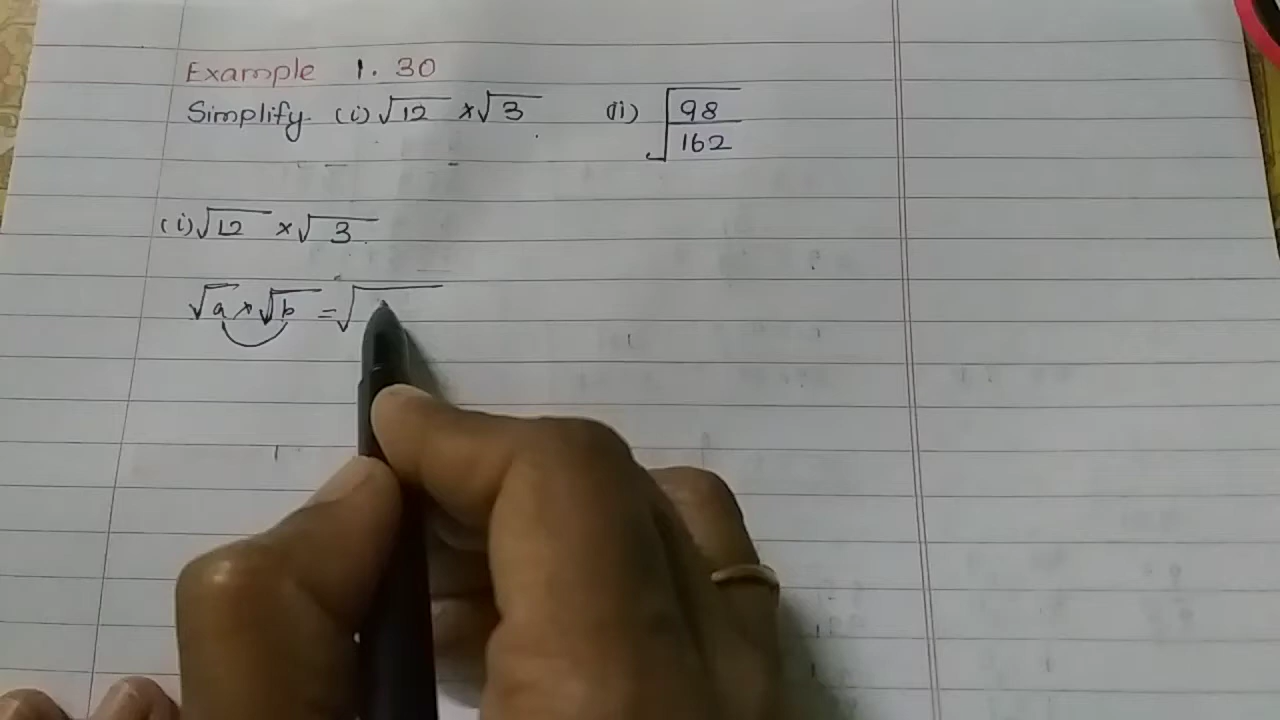 Example 1.30
Simplify (i) √12 × √3 (ii) √98/162
(i) √12 × √3
√a × √b = √